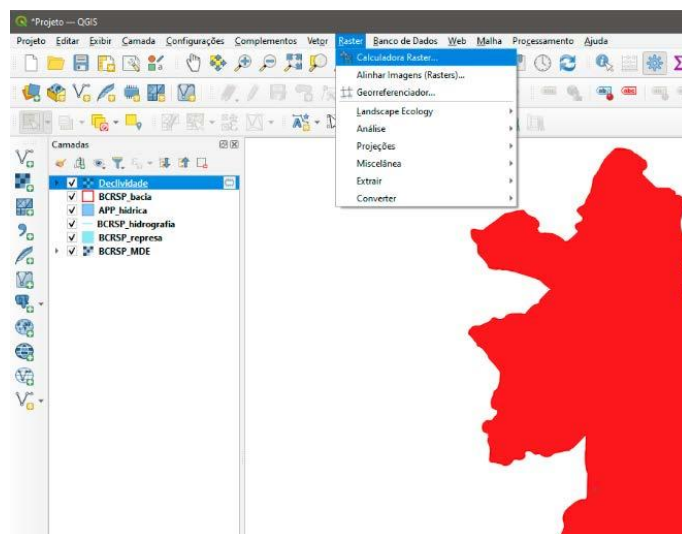 *Projeto — QGIS
Projeto Editar Exibir Camada Configurações Complementos Vetor Raster Banco de Dados Web Malha Processamento Ajuda
Calculadora Raster...
Alinhar Imagens (Rasters)...
Georreferenciador...
Landscape Ecology
Análise
Projeções
Miscelânea
Extrair
Converter
Camadas
Declividade
BCRSP_bacia
APP_hidrica
BCRSP_hidrografia
BCRSP_represa
BCRSP_MDE